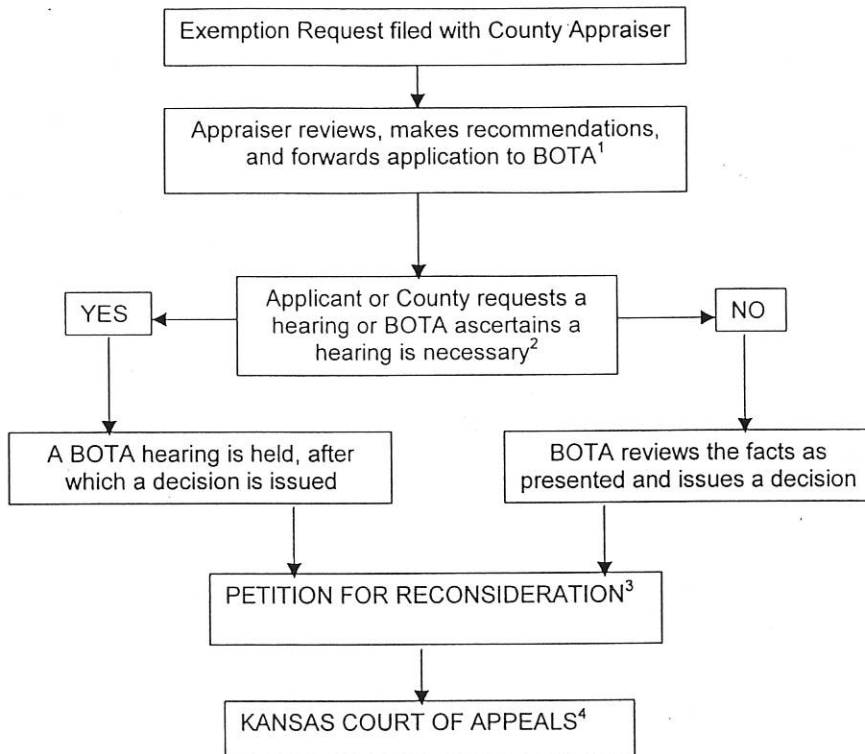 Exemption Request filed with County Appraiser
Appraiser reviews, makes recommendations,
and forwards application to BOTA¹
YES
Applicant or County requests a
hearing or BOTA ascertains a
hearing is necessary²
NO
A BOTA hearing is held, after
which a decision is issued
BOTA reviews the facts as
presented and issues a decision
PETITION FOR RECONSIDERATION³
KANSAS COURT OF APPEALS⁴